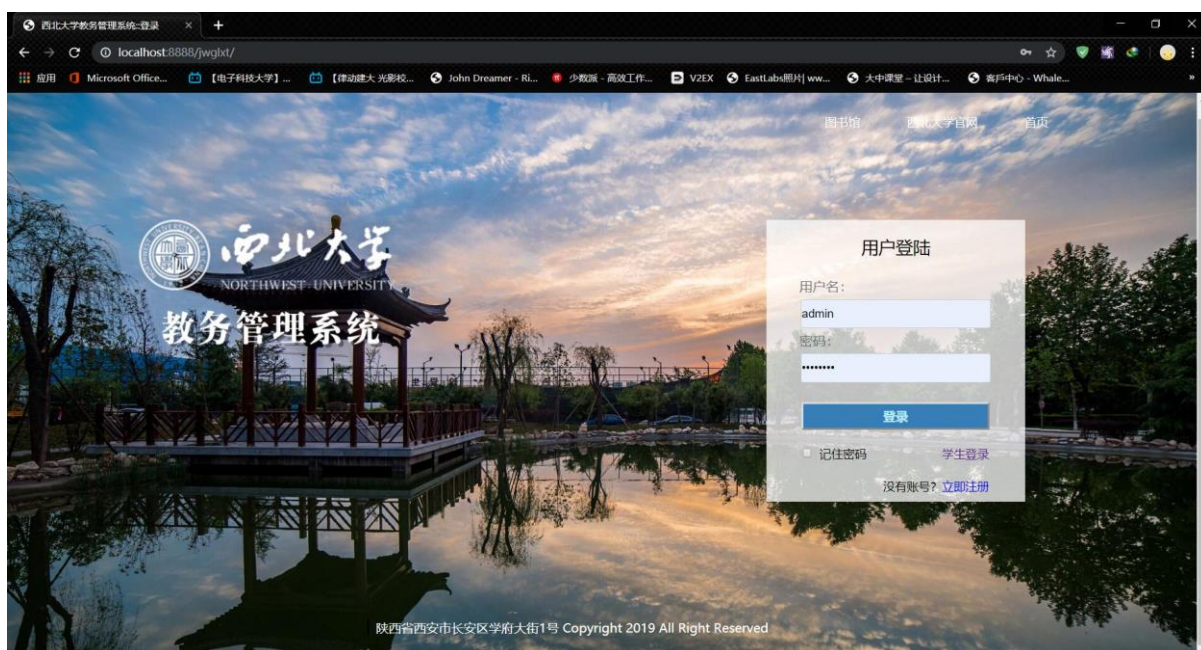 西北大学教务管理系统::登录
localhost:8888/jwglxt/
应用 Microsoft Office... 【电子科技大学】... 【律动建大 光影校... John Dreamer - Ri... 少数派 - 高效工作... V2EX EastLabs照片| ww... 大中课堂 – 让设计... 客戶中心 - Whale... »
图书馆 西北大学官网 首页
西北大学
NORTHWEST UNIVERSITY
教务管理系统
用户登陆
用户名：
admin
密码：
••••••••
登录
记住密码 学生登录
没有账号？ 立即注册
陕西省西安市长安区学府大街1号 Copyright 2019 All Right Reserved